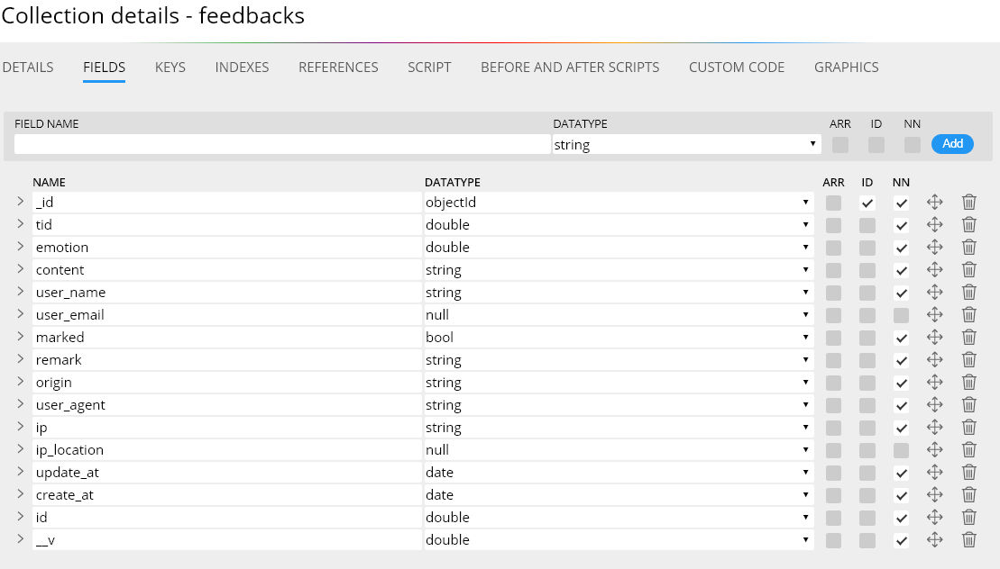 Collection details - feedbacks
DETAILS FIELDS KEYS INDEXES REFERENCES SCRIPT BEFORE AND AFTER SCRIPTS CUSTOM CODE GRAPHICS
FIELD NAME DATATYPE ARR ID NN
string Add
NAME DATATYPE ARR ID NN
_id objectId
tid double
emotion double
content string
user_name string
user_email null
marked bool
remark string
origin string
user_agent string
ip string
ip_location null
update_at date
create_at date
id double
__v double